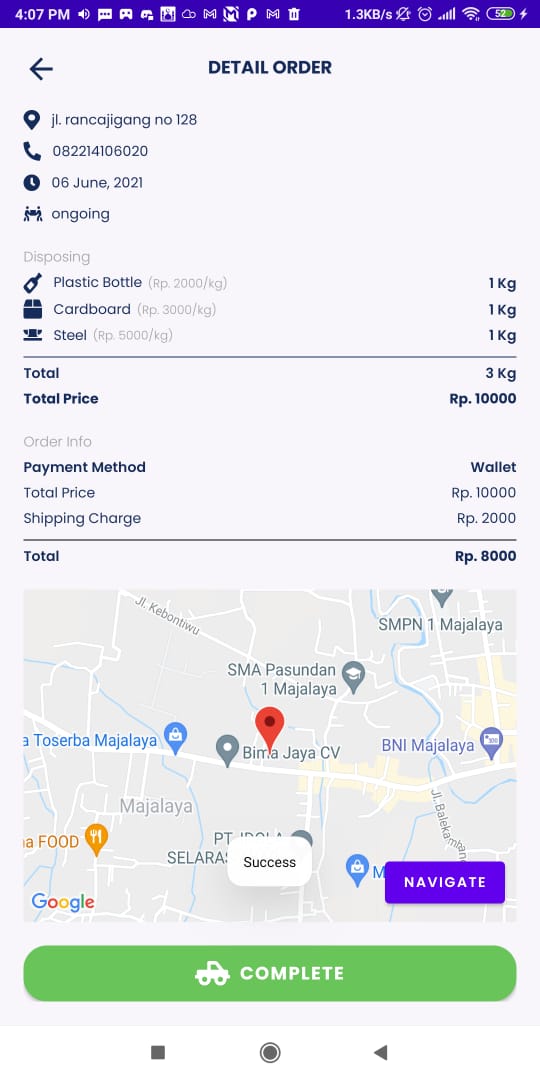 4:07 PM 1.3KB/s 52
DETAIL ORDER
jl. rancajigang no 128
082214106020
06 June, 2021
ongoing
Disposing
Plastic Bottle (Rp. 2000/kg) 1 Kg
Cardboard (Rp. 3000/kg) 1 Kg
Steel (Rp. 5000/kg) 1 Kg
Total 3 Kg
Total Price Rp. 10000
Order Info
Payment Method Wallet
Total Price Rp. 10000
Shipping Charge Rp. 2000
Total Rp. 8000
Jl. Kebontiwu
SMPN 1 Majalaya
SMA Pasundan
1 Majalaya
a Toserba Majalaya
Bima Jaya CV
BNI Majalaya
Majalaya
Jl. Balekambang
a FOOD
PT. IDOLA
SELARAS
Success
M
NAVIGATE
Google
COMPLETE